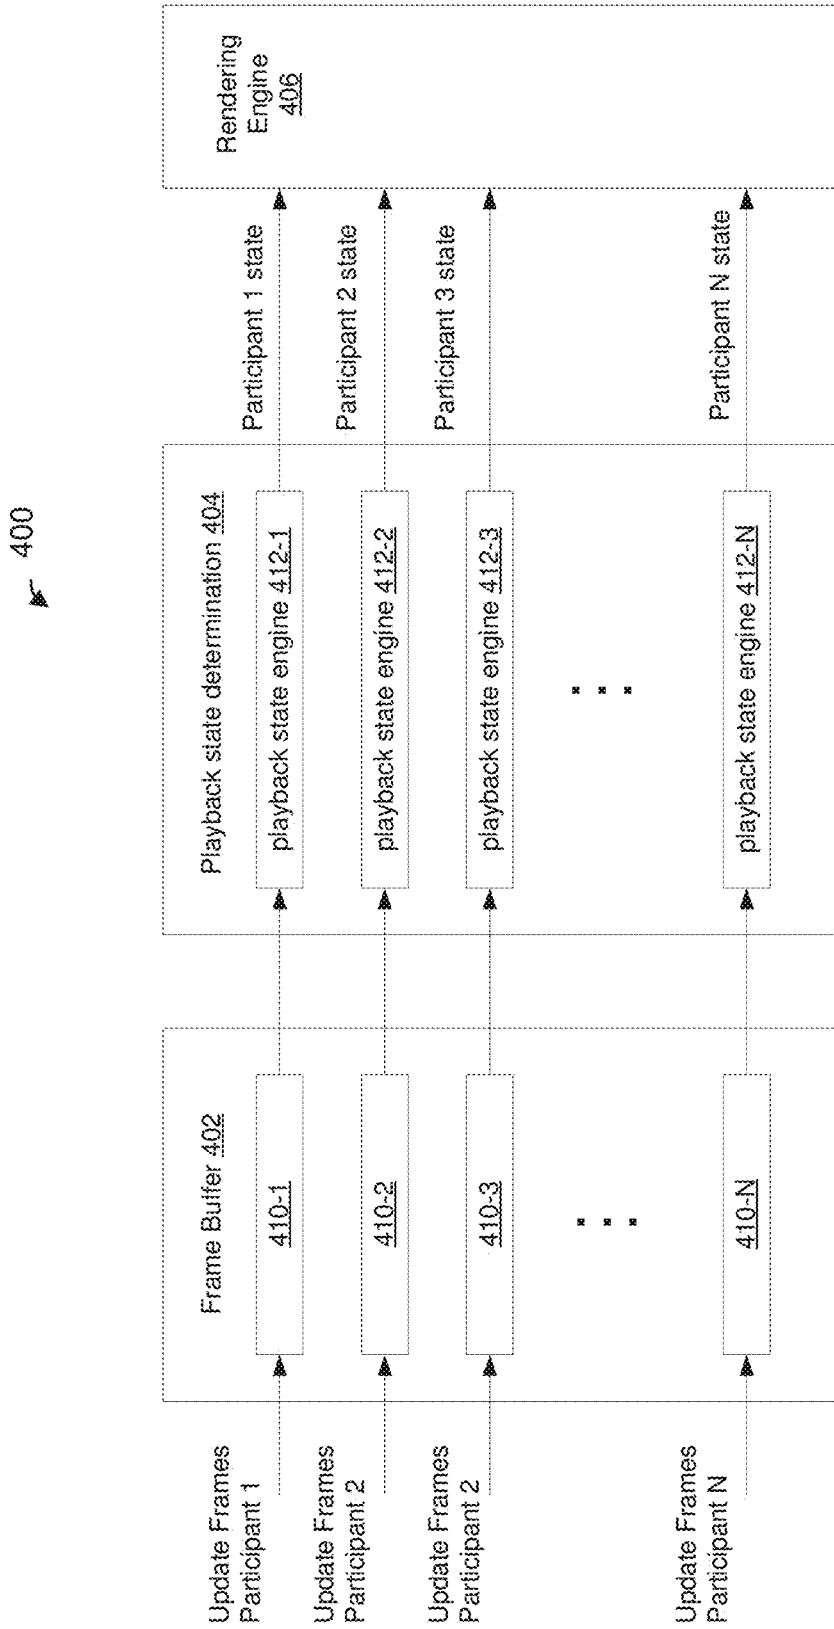 400
Update Frames
Participant 1
Update Frames
Participant 2
Update Frames
Participant 2
Update Frames
Participant N
Frame Buffer 402
410-1
410-2
410-3
410-N
Playback state determination 404
playback state engine 412-1
playback state engine 412-2
playback state engine 412-3
playback state engine 412-N
Participant 1 state
Participant 2 state
Participant 3 state
Participant N state
Rendering
Engine
406